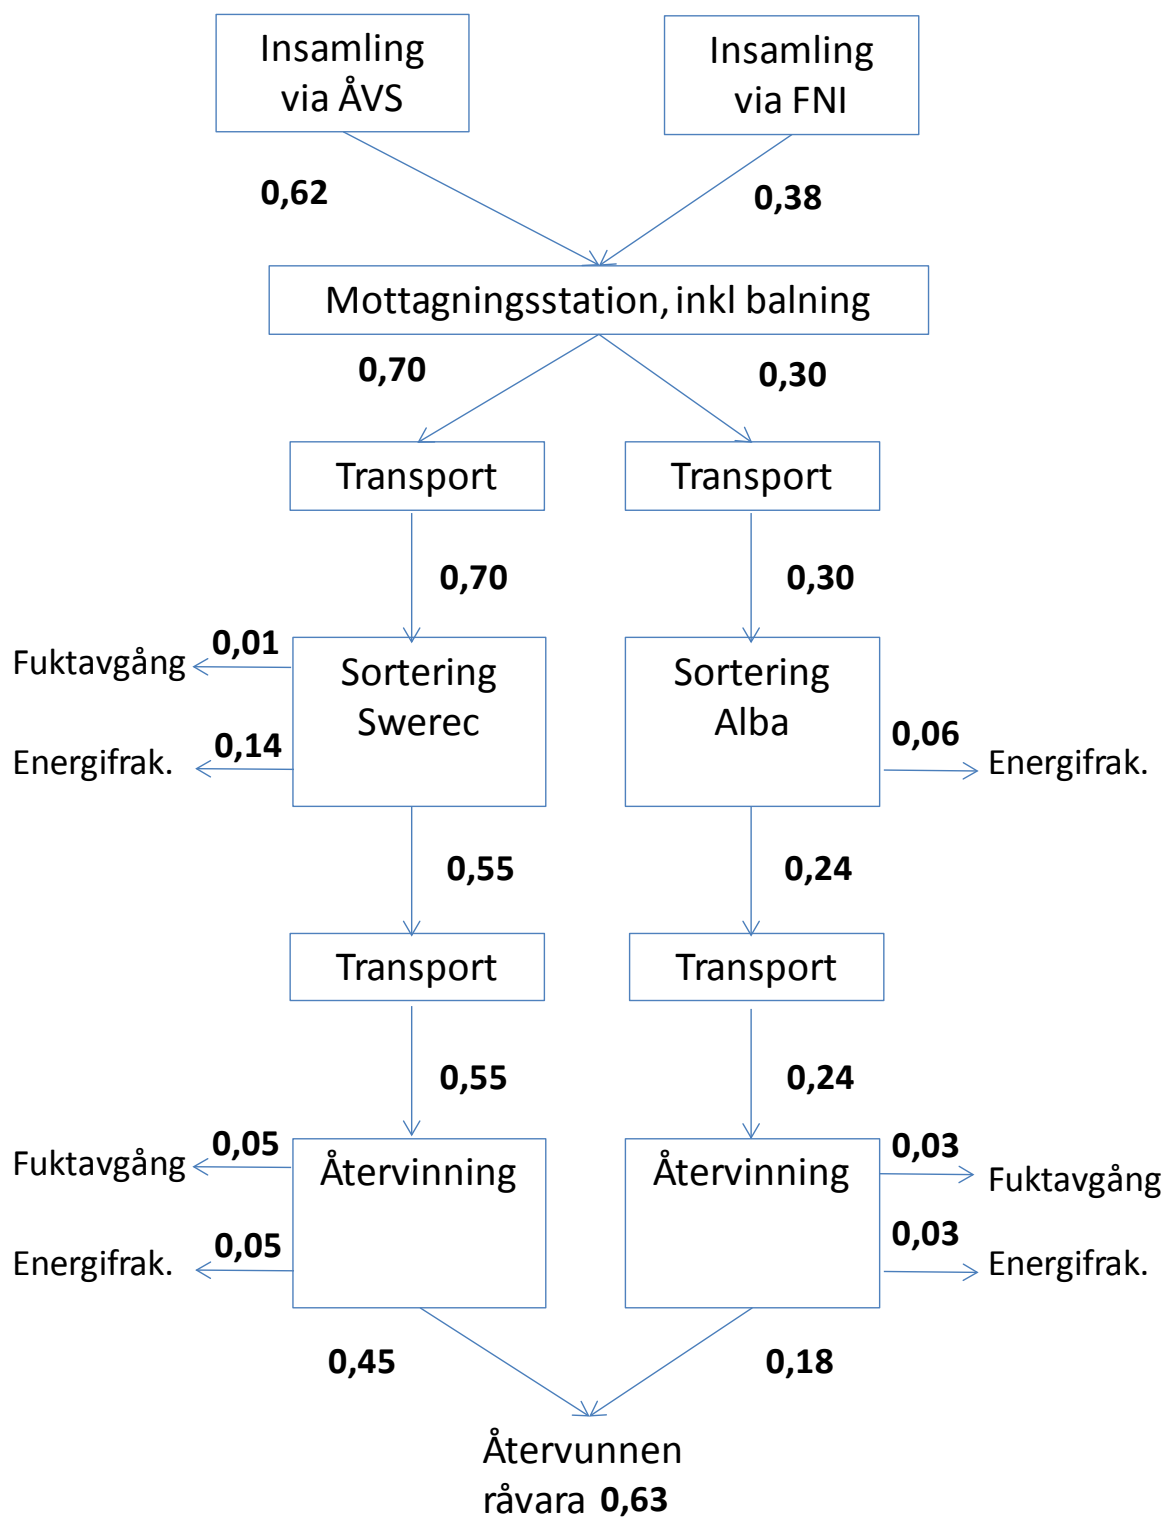 Insamling
via ÅVS
Insamling
via FNI
0,62
0,38
Mottagningsstation, inkl balning
0,70
0,30
Transport
Transport
0,70
0,30
Fuktavgång
0,01
Energifrak.
0,14
Sortering
Swerec
Sortering
Alba
0,06
Energifrak.
0,55
0,24
Transport
Transport
0,55
0,24
Fuktavgång
0,05
Energifrak.
0,05
Återvinning
Återvinning
0,03
Fuktavgång
0,03
Energifrak.
0,45
0,18
Återvunnen
råvara 0,63